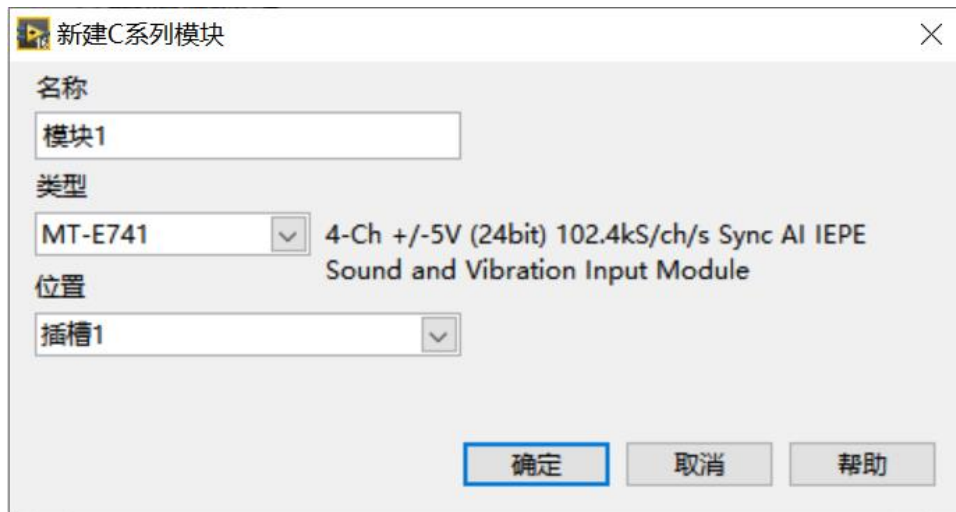 新建C系列模块
名称
模块1
类型
MT-E741
4-Ch +/-5V (24bit) 102.4kS/ch/s Sync AI IEPE
Sound and Vibration Input Module
位置
插槽1
确定
取消
帮助